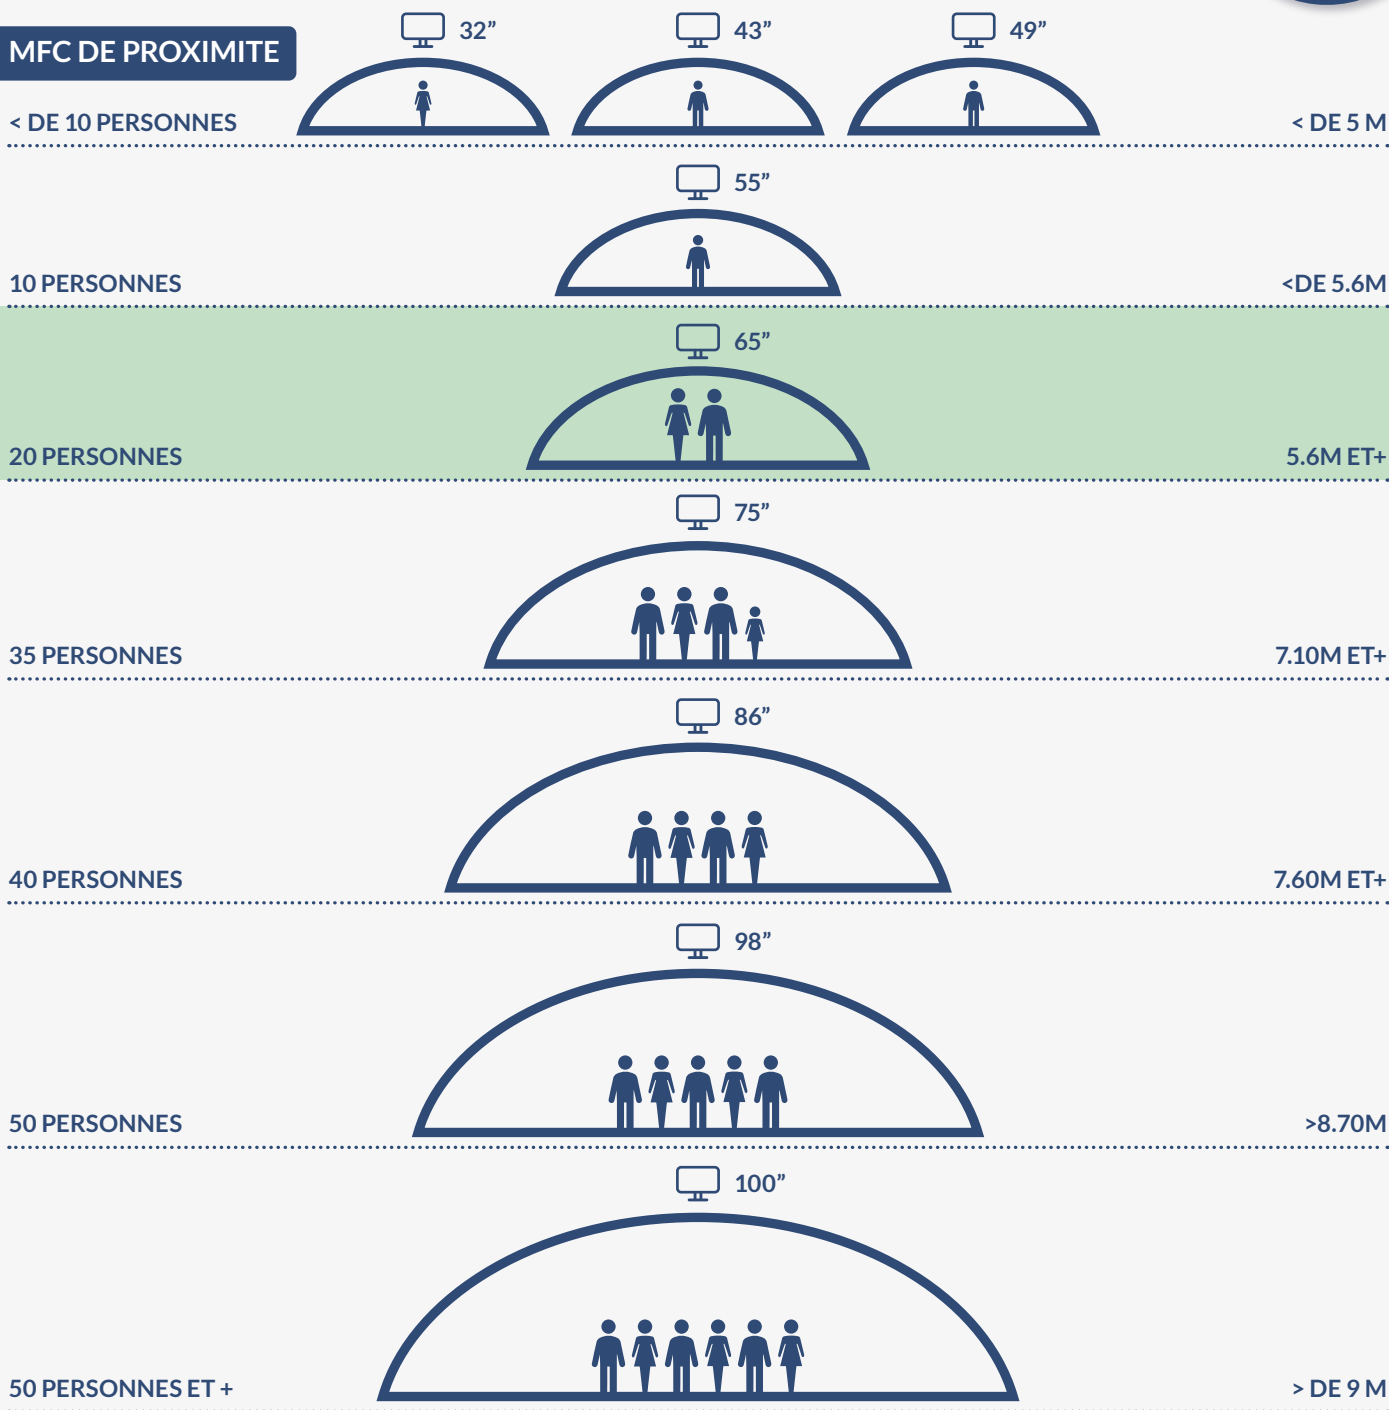 32”
43”
49”
MFC DE PROXIMITE
< DE 10 PERSONNES
< DE 5 M
55”
10 PERSONNES
<DE 5.6M
65”
20 PERSONNES
5.6M ET+
75”
35 PERSONNES
7.10M ET+
86”
40 PERSONNES
7.60M ET+
98”
50 PERSONNES
>8.70M
100”
50 PERSONNES ET +
> DE 9 M